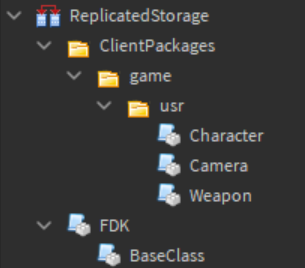 ReplicatedStorage
ClientPackages
game
usr
Character
Camera
Weapon
FDK
BaseClass